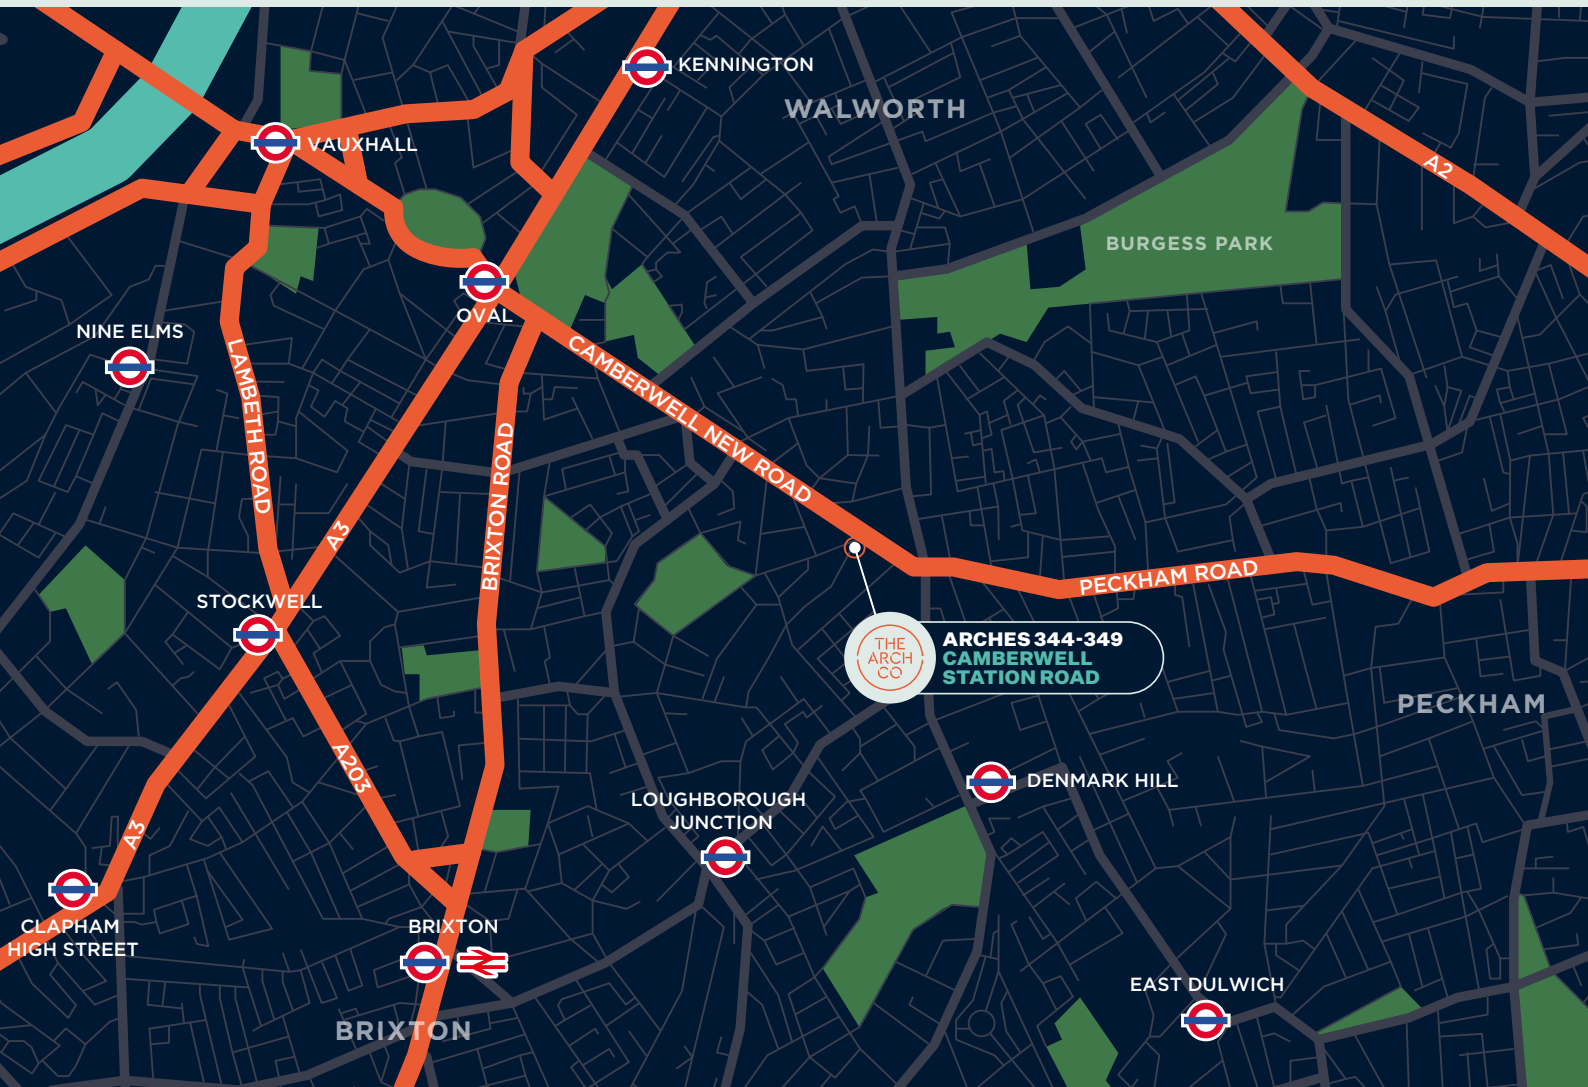 KENNINGTON
WALWORTH
VAUXHALL
A2
BURGESS PARK
OVAL
NINE ELMS
LAMBETH ROAD
CAMBERWELL NEW ROAD
BRIXTON ROAD
A3
PECKHAM ROAD
STOCKWELL
THE
ARCH
CO
ARCHES 344-349
CAMBERWELL
STATION ROAD
PECKHAM
A203
DENMARK HILL
LOUGHBOROUGH
JUNCTION
A3
CLAPHAM
HIGH STREET
BRIXTON
EAST DULWICH
BRIXTON